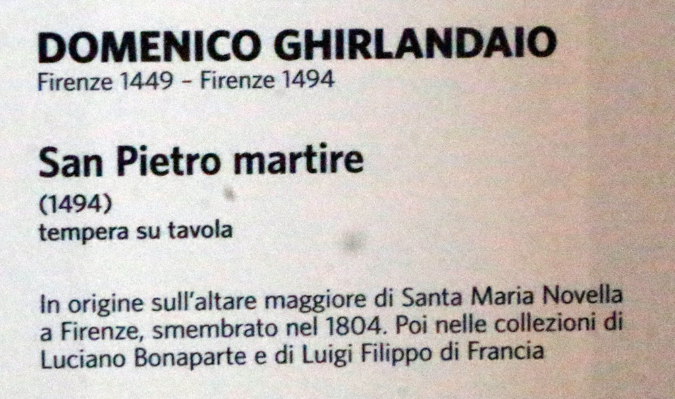 DOMENICO GHIRLANDAIO
Firenze 1449 – Firenze 1494
San Pietro martire
(1494)
tempera su tavola
In origine sull'altare maggiore di Santa Maria Novella
a Firenze, smembrato nel 1804. Poi nelle collezioni di
Luciano Bonaparte e di Luigi Filippo di Francia